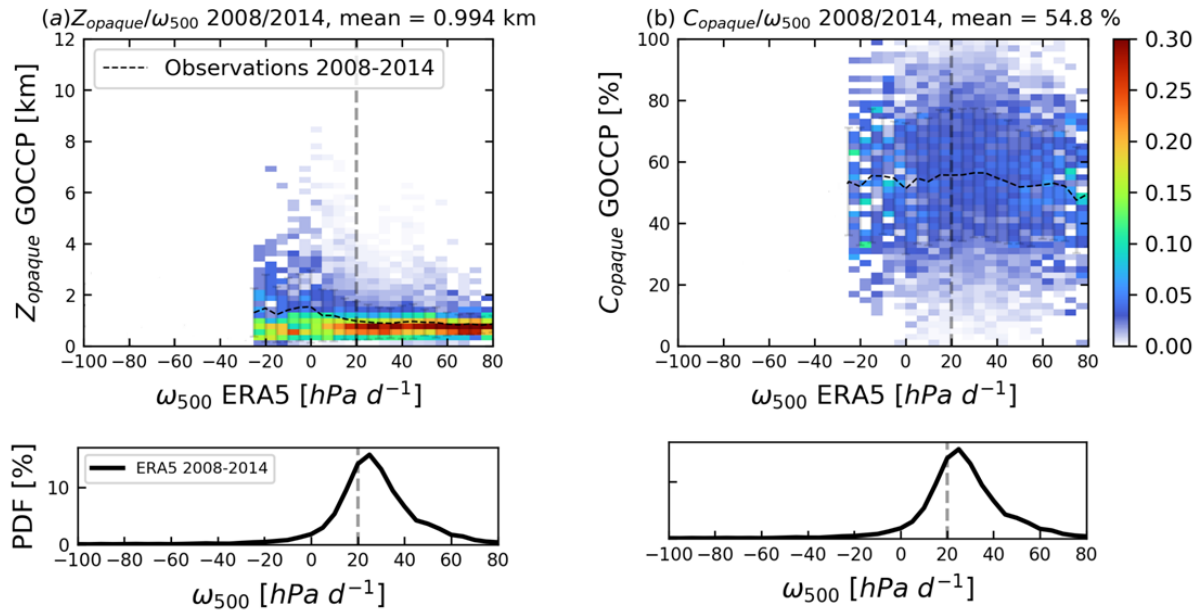 (a)Z_opaque/ω500 2008/2014, mean = 0.994 km
12
10
8
6
4
2
0
Z_opaque GOCCP [km]
Observations 2008-2014
−100 −80 −60 −40 −20 0 20 40 60 80
ω500 ERA5 [hPa d−1]
(b) C_opaque/ω500 2008/2014, mean = 54.8 %
100
80
60
40
20
0
C_opaque GOCCP [%]
−100 −80 −60 −40 −20 0 20 40 60 80
ω500 ERA5 [hPa d−1]
0.30
0.25
0.20
0.15
0.10
0.05
0.00
PDF [%]
10
0
ERA5 2008-2014
−100 −80 −60 −40 −20 0 20 40 60 80
ω500 [hPa d−1]
−100 −80 −60 −40 −20 0 20 40 60 80
ω500 [hPa d−1]